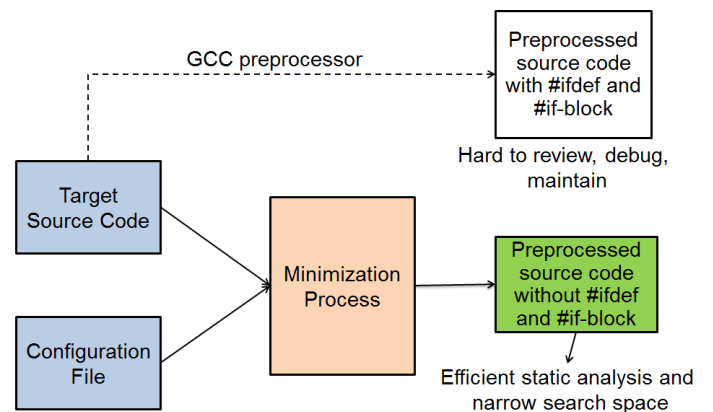 GCC preprocessor
Preprocessed
source code
with #ifdef and
#if-block
Hard to review, debug,
maintain
Target
Source Code
Minimization
Process
Preprocessed
source code
without #ifdef
and #if-block
Configuration
File
Efficient static analysis and
narrow search space